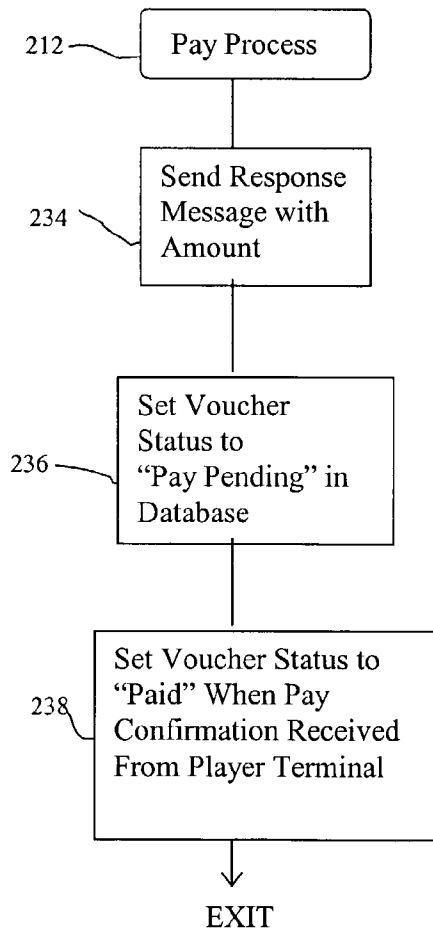 212
Pay Process
234
Send Response
Message with
Amount
236
Set Voucher
Status to
“Pay Pending” in
Database
238
Set Voucher Status to
“Paid” When Pay
Confirmation Received
From Player Terminal
EXIT